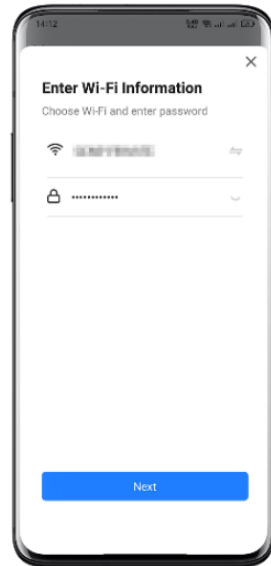 14:12
Enter Wi-Fi Information
Choose Wi-Fi and enter password
••••••••••••
Next